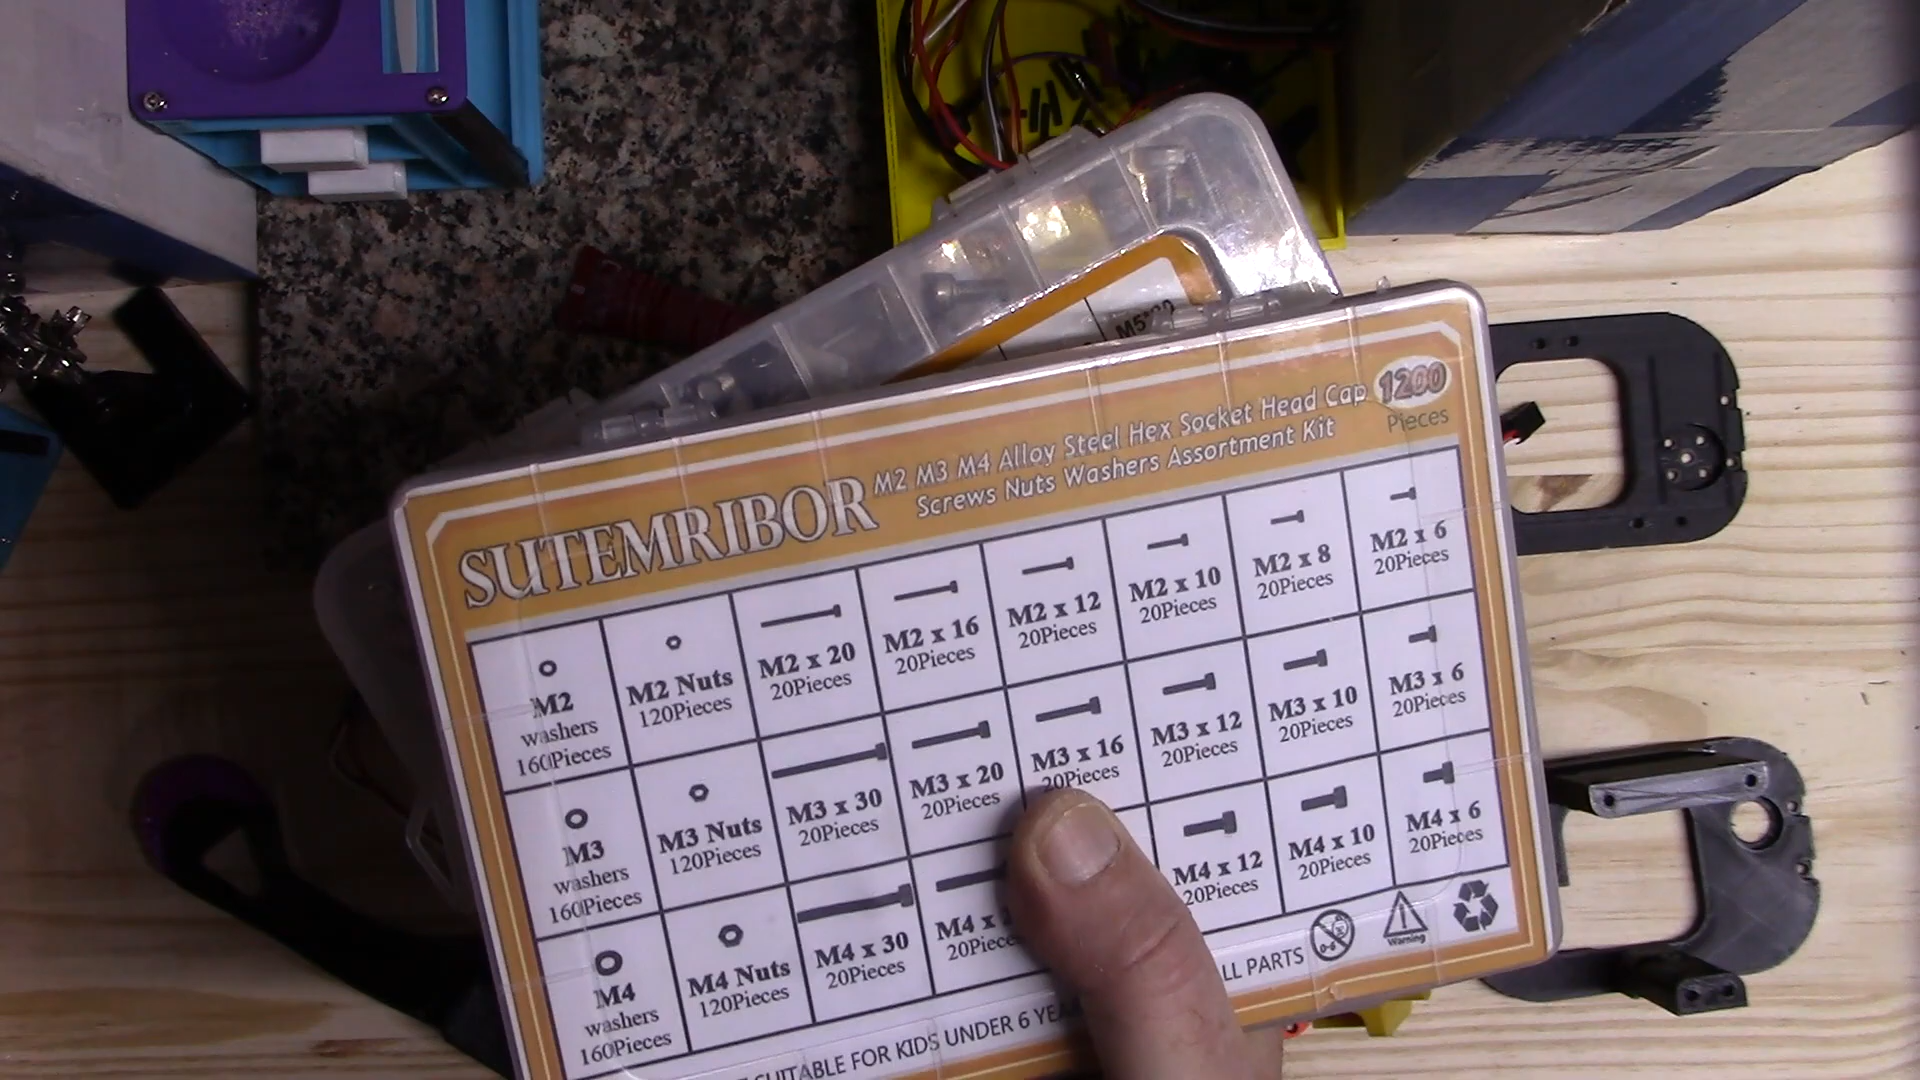 M5*20
SUTEMRIBOR
M2 M3 M4 Alloy Steel Hex Socket Head Cap
Screws Nuts Washers Assortment Kit
1200
Pieces
M2
washers
160Pieces
M2 Nuts
120Pieces
M2 x 20
20Pieces
M2 x 16
20Pieces
M2 x 12
20Pieces
M2 x 10
20Pieces
M2 x 8
20Pieces
M2 x 6
20Pieces
M3
washers
160Pieces
M3 Nuts
120Pieces
M3 x 30
20Pieces
M3 x 20
20Pieces
M3 x 16
20Pieces
M3 x 12
20Pieces
M3 x 10
20Pieces
M3 x 6
20Pieces
M4
washers
160Pieces
M4 Nuts
120Pieces
M4 x 30
20Pieces
M4 x
20Pieces
M4 x 12
20Pieces
M4 x 10
20Pieces
M4 x 6
20Pieces
SUITABLE FOR KIDS UNDER 6 YEA
LL PARTS
0-6
Warning